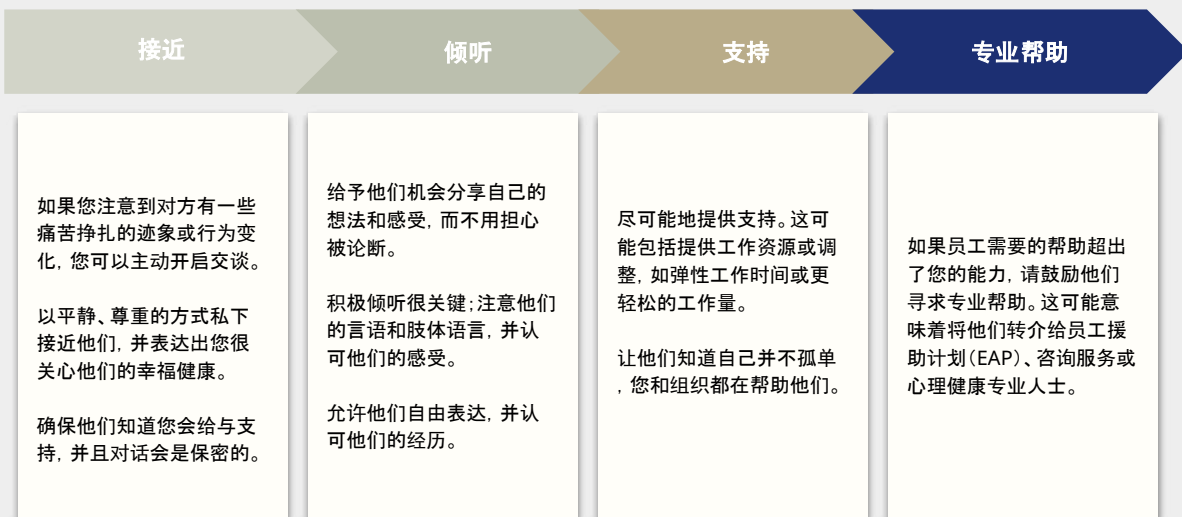 接近
倾听
支持
专业帮助
如果您注意到对方有一些
痛苦挣扎的迹象或行为变
化, 您可以主动开启交谈。
以平静、尊重的方式私下
接近他们, 并表达出您很
关心他们的幸福健康。
确保他们知道您会给与支
持, 并且对话会是保密的。
给予他们机会分享自己的
想法和感受, 而不用担心
被论断。
积极倾听很关键；注意他们
的言语和肢体语言, 并认
可他们的感受。
允许他们自由表达, 并认
可他们的经历。
尽可能地提供支持。这可
能包括提供工作资源或调
整, 如弹性工作时间或更
轻松的工作量。
让他们知道自己并不孤单
, 您和组织都在帮助他们。
如果员工需要的帮助超出
了您的能力, 请鼓励他们
寻求专业帮助。这可能意
味着将他们转介给员工援
助计划（EAP）、咨询服务或
心理健康专业人士。